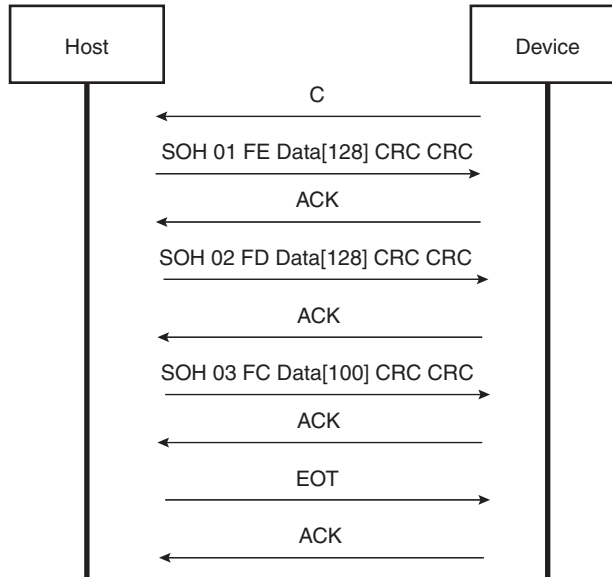 Host
Device
C
SOH 01 FE Data[128] CRC CRC
ACK
SOH 02 FD Data[128] CRC CRC
ACK
SOH 03 FC Data[100] CRC CRC
ACK
EOT
ACK